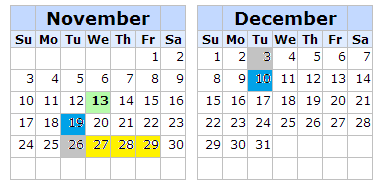 November
Su Mo Tu We Th Fr Sa
1 2
3 4 5 6 7 8 9
10 11 12 13 14 15 16
17 18 19 20 21 22 23
24 25 26 27 28 29 30
December
Su Mo Tu We Th Fr Sa
1 2 3 4 5 6 7
8 9 10 11 12 13 14
15 16 17 18 19 20 21
22 23 24 25 26 27 28
29 30 31